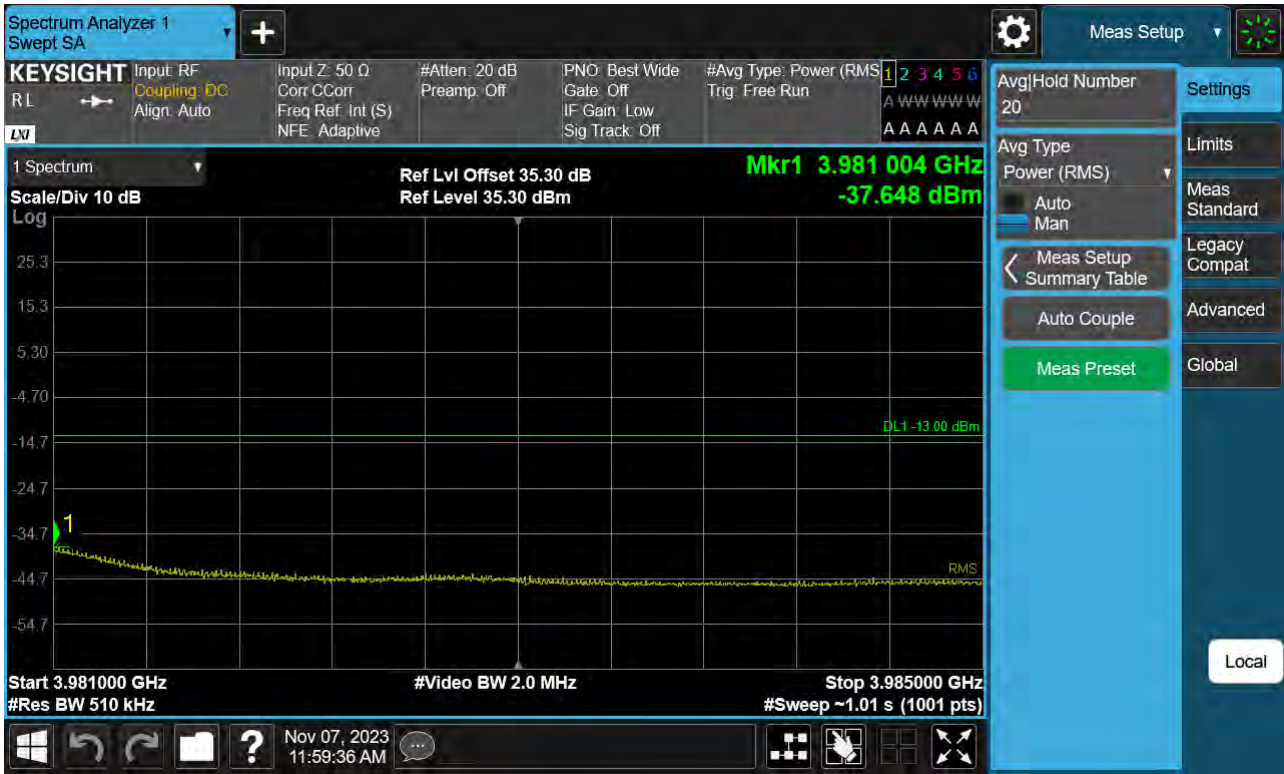 Spectrum Analyzer 1
Swept SA
+
Meas Setup
KEYSIGHT
RL
LXI
Input: RF
Coupling: DC
Align: Auto
Input Z: 50 Ω
Corr CCorr
Freq Ref: Int (S)
NFE: Adaptive
#Atten: 20 dB
Preamp: Off
PNO: Best Wide
Gate: Off
IF Gain: Low
Sig Track: Off
#Avg Type: Power (RMS
Trig: Free Run
1 2 3 4 5 6
A W W W W W
A A A A A A
1 Spectrum
Scale/Div 10 dB
Log
Ref Lvl Offset 35.30 dB
Ref Level 35.30 dBm
Mkr1 3.981 004 GHz
-37.648 dBm
25.3
15.3
5.30
-4.70
-14.7
-24.7
-34.7
-44.7
-54.7
DL1 -13.00 dBm
1
RMS
Start 3.981000 GHz
#Res BW 510 kHz
#Video BW 2.0 MHz
Stop 3.985000 GHz
#Sweep ~1.01 s (1001 pts)
Avg|Hold Number
20
Avg Type
Power (RMS)
Auto
Man
Meas Setup
Summary Table
Auto Couple
Meas Preset
Settings
Limits
Meas
Standard
Legacy
Compat
Advanced
Global
Local
?
Nov 07, 2023
11:59:36 AM